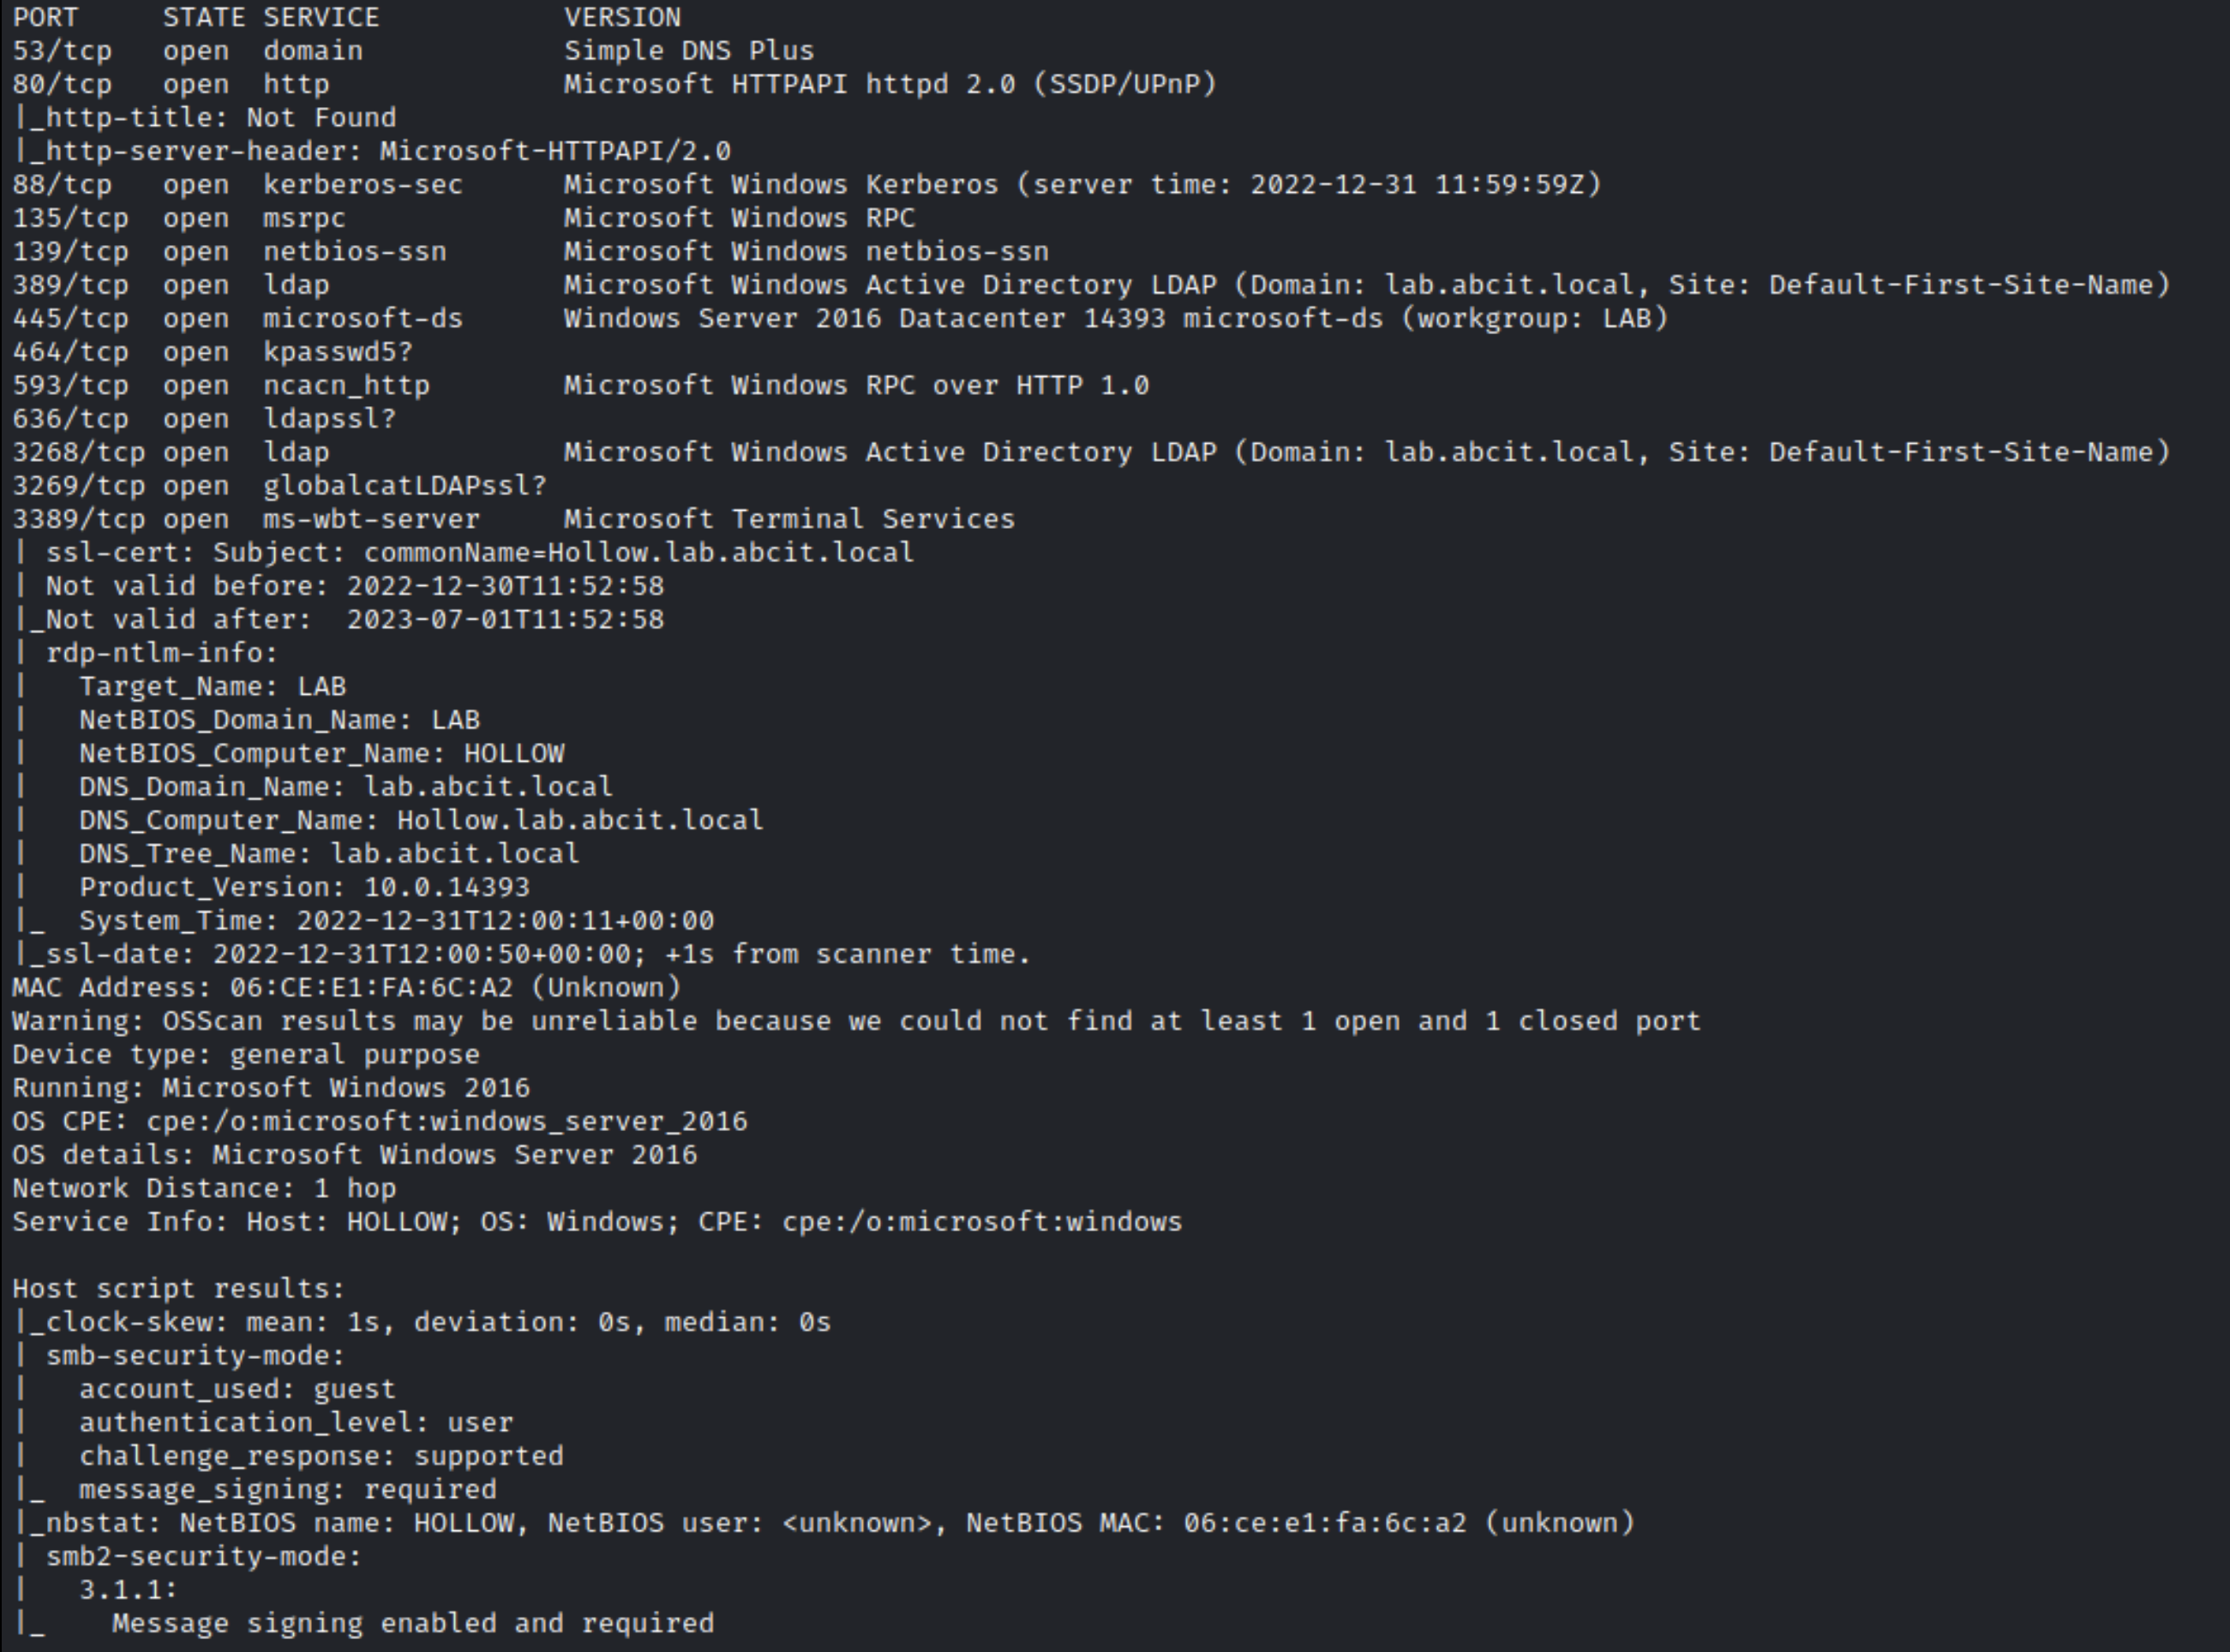 PORT     STATE SERVICE           VERSION
53/tcp   open  domain            Simple DNS Plus
80/tcp   open  http              Microsoft HTTPAPI httpd 2.0 (SSDP/UPnP)
|_http-title: Not Found
|_http-server-header: Microsoft-HTTPAPI/2.0
88/tcp   open  kerberos-sec      Microsoft Windows Kerberos (server time: 2022-12-31 11:59:59Z)
135/tcp  open  msrpc             Microsoft Windows RPC
139/tcp  open  netbios-ssn       Microsoft Windows netbios-ssn
389/tcp  open  ldap              Microsoft Windows Active Directory LDAP (Domain: lab.abcit.local, Site: Default-First-Site-Name)
445/tcp  open  microsoft-ds      Windows Server 2016 Datacenter 14393 microsoft-ds (workgroup: LAB)
464/tcp  open  kpasswd5?
593/tcp  open  ncacn_http        Microsoft Windows RPC over HTTP 1.0
636/tcp  open  ldapssl?
3268/tcp open  ldap              Microsoft Windows Active Directory LDAP (Domain: lab.abcit.local, Site: Default-First-Site-Name)
3269/tcp open  globalcatLDAPssl?
3389/tcp open  ms-wbt-server     Microsoft Terminal Services
| ssl-cert: Subject: commonName=Hollow.lab.abcit.local
| Not valid before: 2022-12-30T11:52:58
|_Not valid after:  2023-07-01T11:52:58
| rdp-ntlm-info:
|   Target_Name: LAB
|   NetBIOS_Domain_Name: LAB
|   NetBIOS_Computer_Name: HOLLOW
|   DNS_Domain_Name: lab.abcit.local
|   DNS_Computer_Name: Hollow.lab.abcit.local
|   DNS_Tree_Name: lab.abcit.local
|   Product_Version: 10.0.14393
|_  System_Time: 2022-12-31T12:00:11+00:00
|_ssl-date: 2022-12-31T12:00:50+00:00; +1s from scanner time.
MAC Address: 06:CE:E1:FA:6C:A2 (Unknown)
Warning: OSScan results may be unreliable because we could not find at least 1 open and 1 closed port
Device type: general purpose
Running: Microsoft Windows 2016
OS CPE: cpe:/o:microsoft:windows_server_2016
OS details: Microsoft Windows Server 2016
Network Distance: 1 hop
Service Info: Host: HOLLOW; OS: Windows; CPE: cpe:/o:microsoft:windows

Host script results:
|_clock-skew: mean: 1s, deviation: 0s, median: 0s
| smb-security-mode:
|   account_used: guest
|   authentication_level: user
|   challenge_response: supported
|_  message_signing: required
|_nbstat: NetBIOS name: HOLLOW, NetBIOS user: <unknown>, NetBIOS MAC: 06:ce:e1:fa:6c:a2 (unknown)
| smb2-security-mode:
|   3.1.1:
|_    Message signing enabled and required